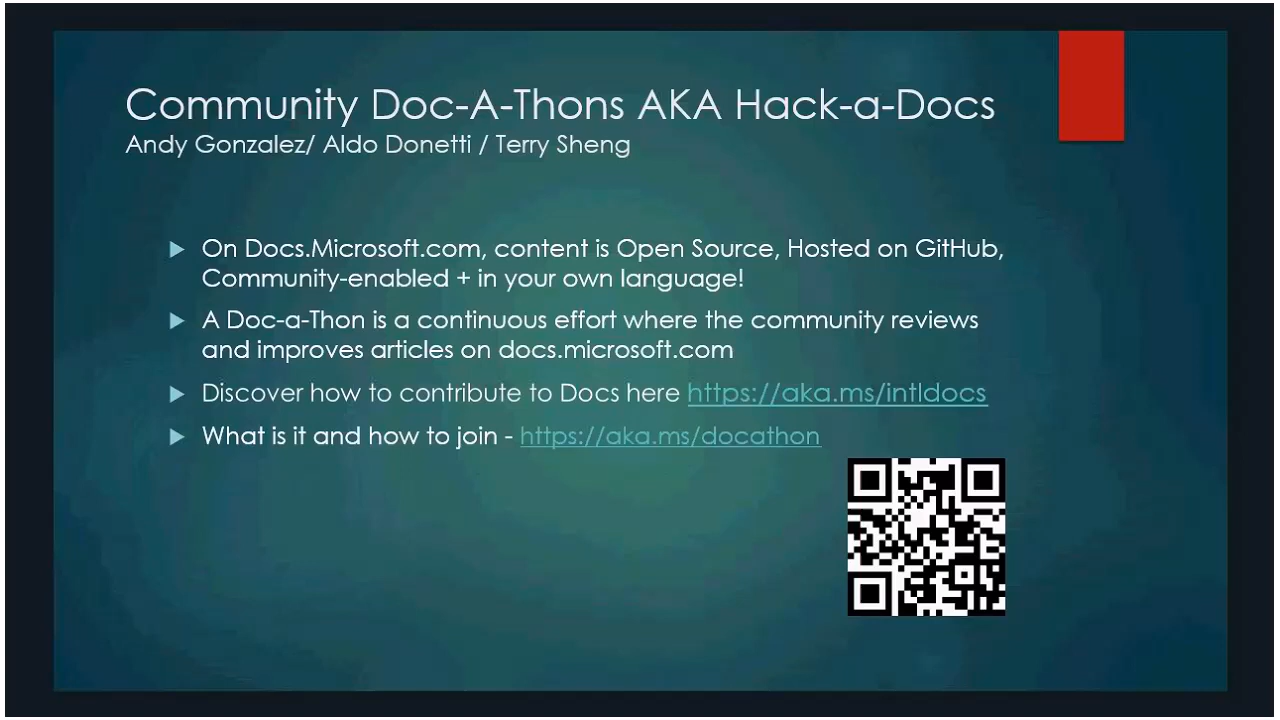 Community Doc-A-Thons AKA Hack-a-Docs
Andy Gonzalez/ Aldo Donetti / Terry Sheng
On Docs.Microsoft.com, content is Open Source, Hosted on GitHub,
Community-enabled + in your own language!
A Doc-a-Thon is a continuous effort where the community reviews
and improves articles on docs.microsoft.com
Discover how to contribute to Docs here https://aka.ms/intldocs
What is it and how to join - https://aka.ms/docathon